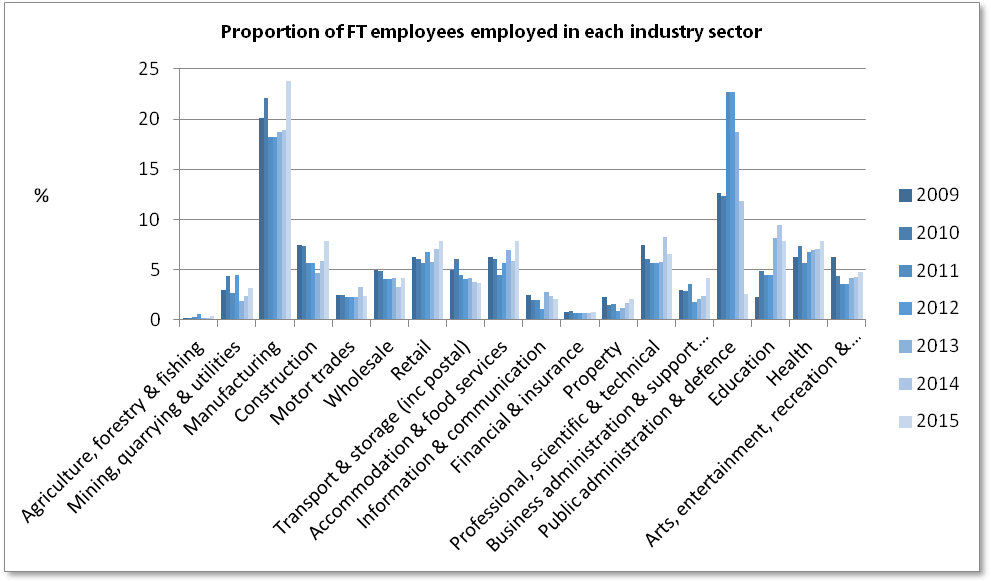 Proportion of FT employees employed in each industry sector
25
20
15
10
5
0
%
Agriculture, forestry & fishing
Mining, quarrying & utilities
Manufacturing
Construction
Motor trades
Wholesale
Retail
Transport & storage (inc postal)
Accommodation & food services
Information & communication
Financial & insurance
Property
Professional, scientific & technical
Business administration & support...
Public administration & defence
Education
Health
Arts, entertainment, recreation &...
2009
2010
2011
2012
2013
2014
2015